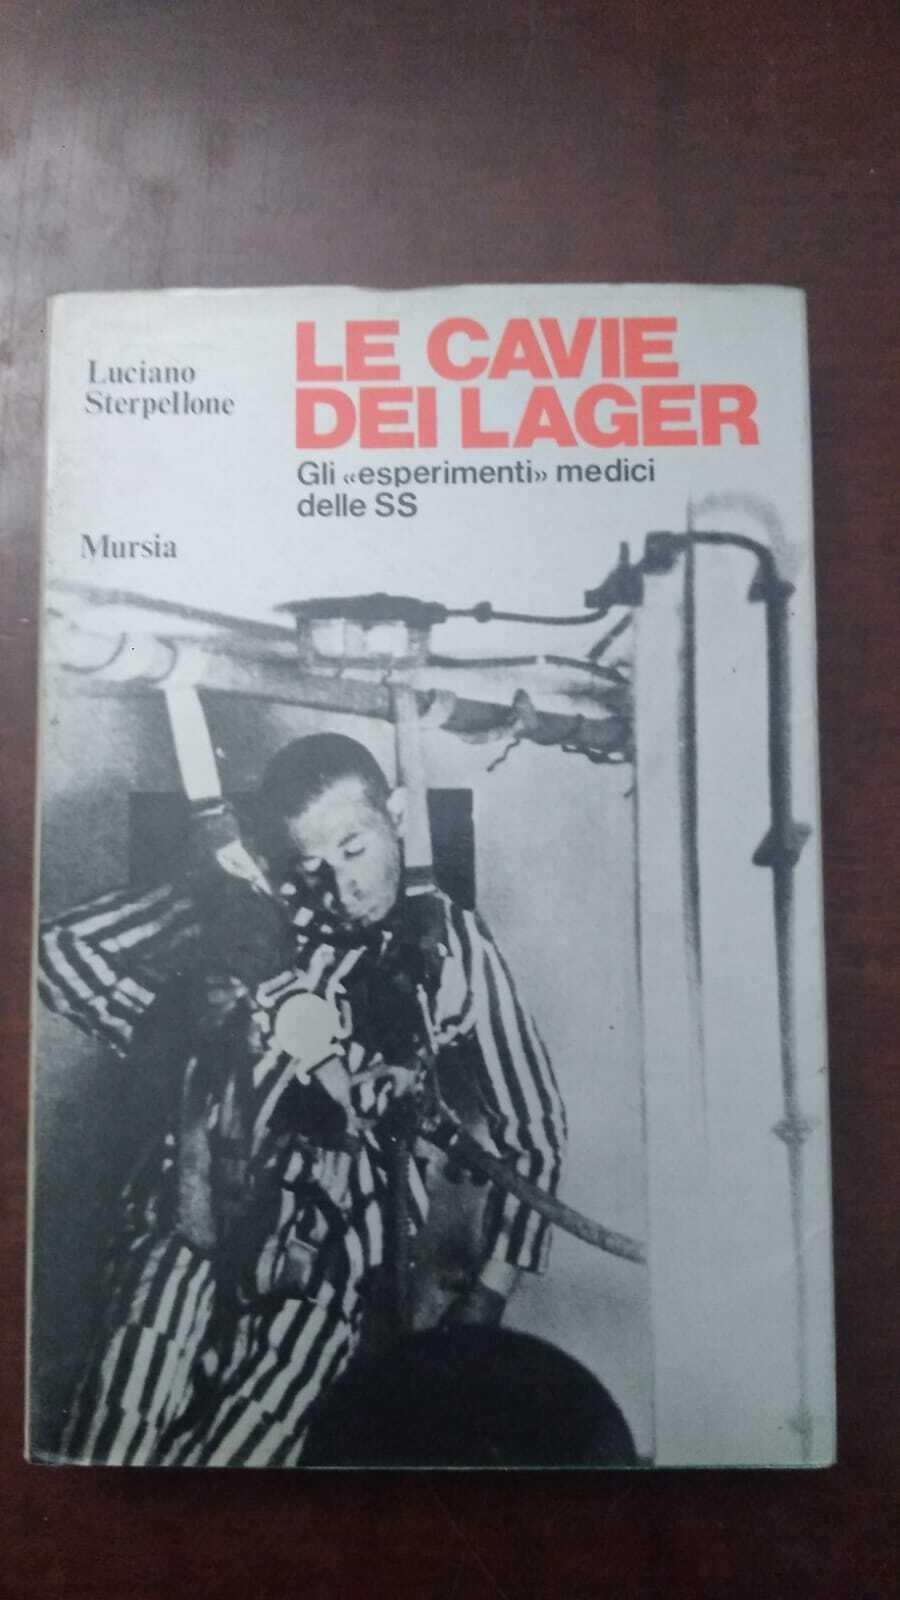 Luciano
Sterpellone
LE CAVIE
DEI LAGER
Gli «esperimenti» medici
delle SS
Mursia